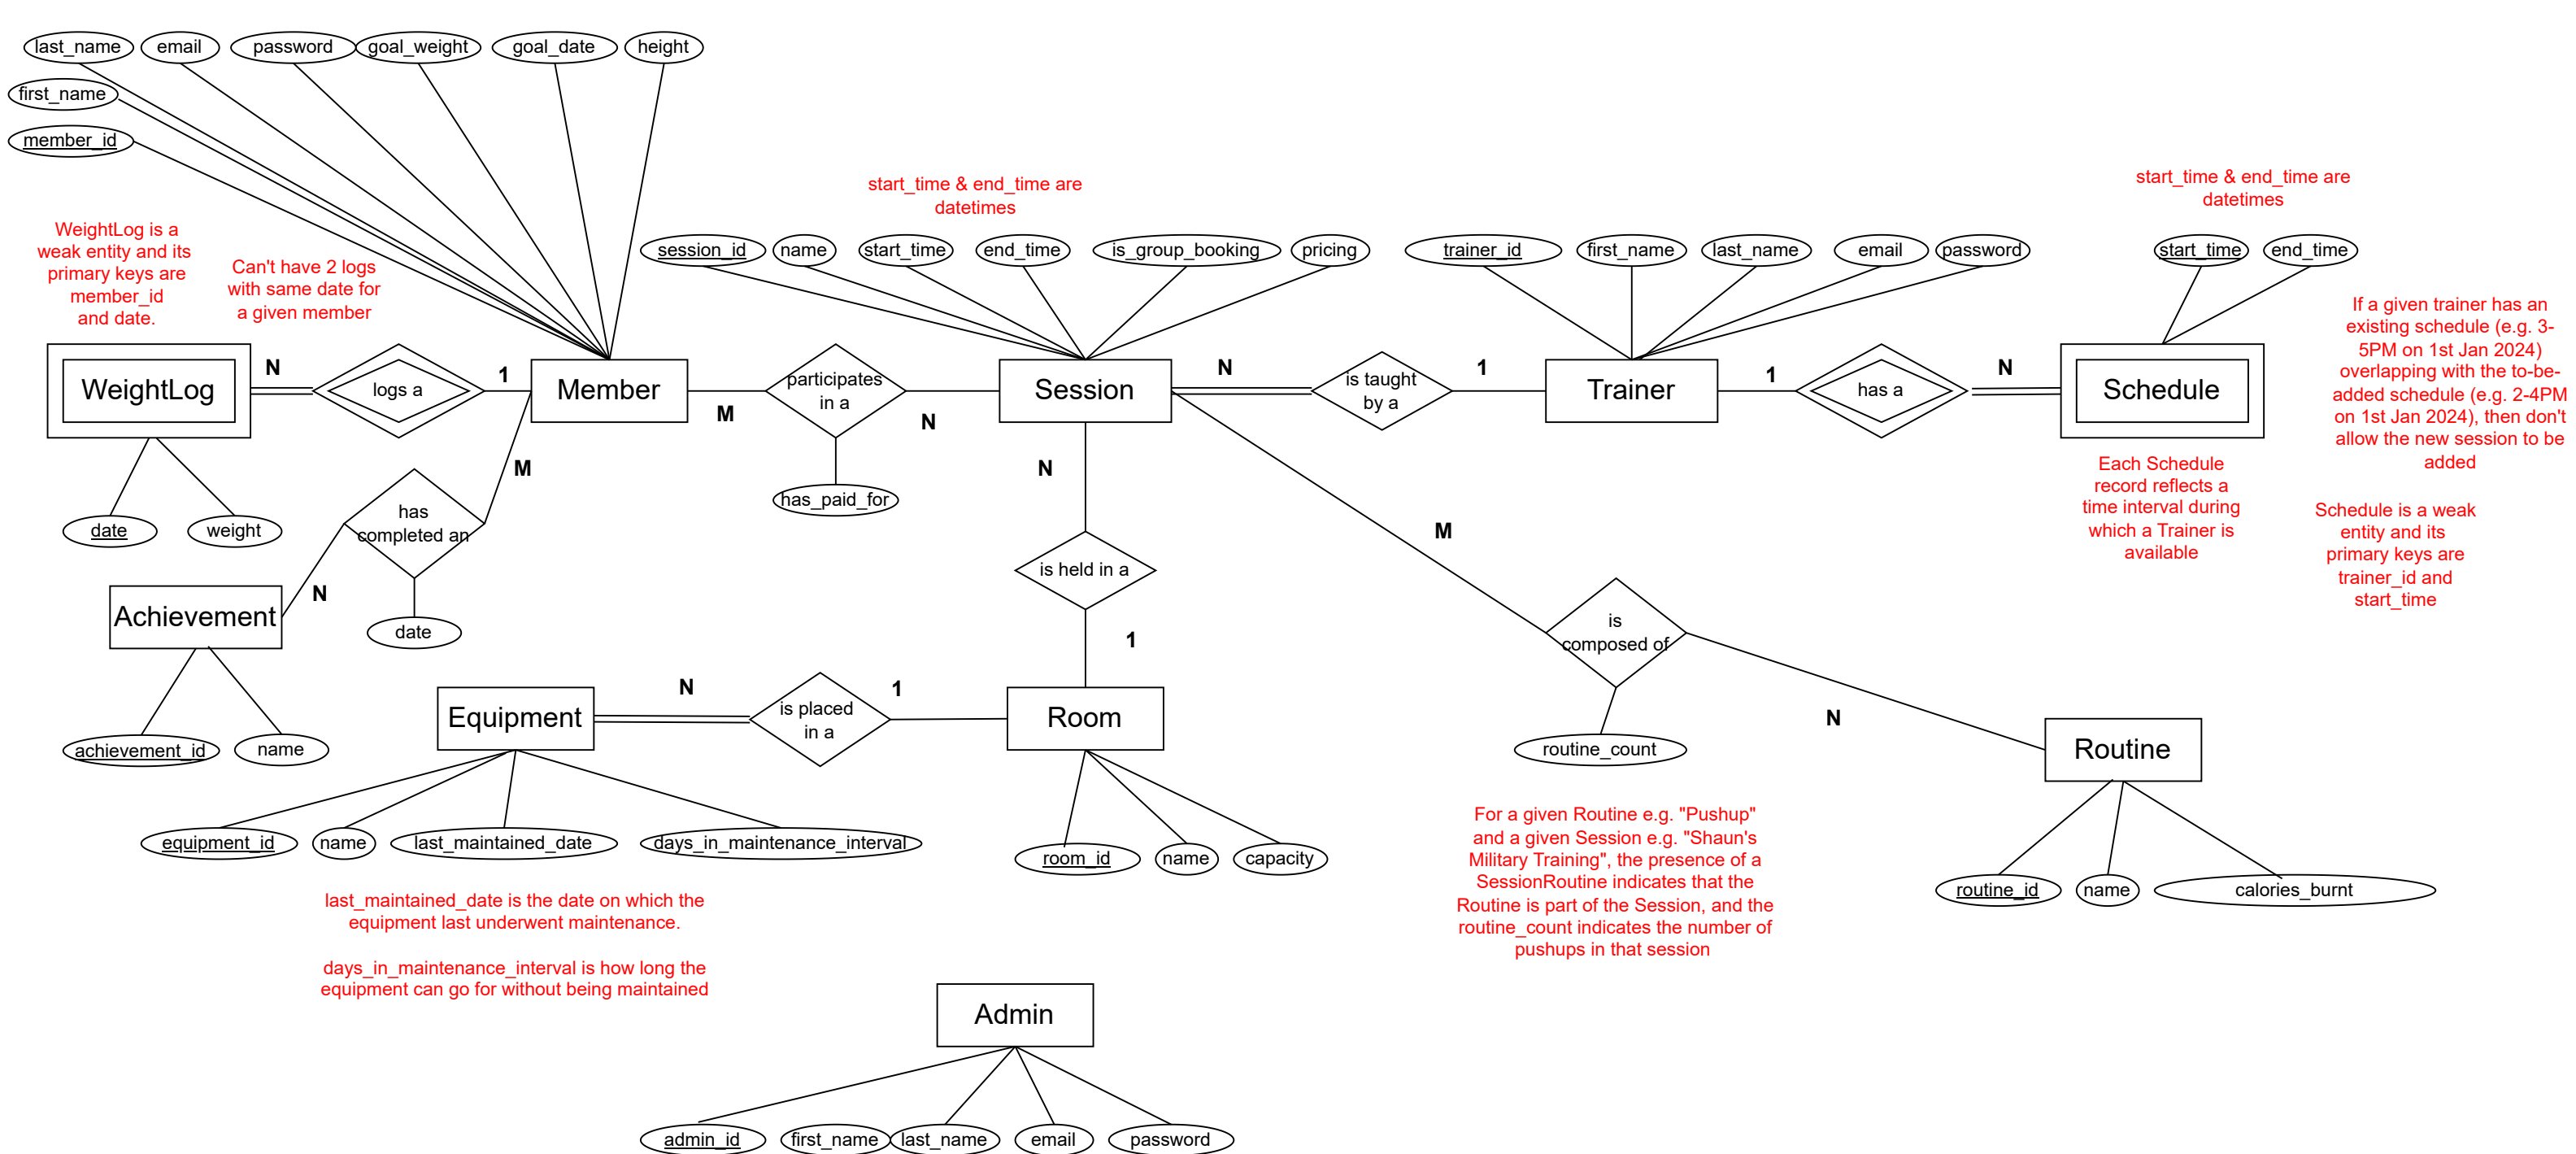 last_name
email
password
goal_weight
goal_date
height
first_name
member_id
start_time & end_time are
datetimes
start_time & end_time are
datetimes
WeightLog is a
weak entity and its
primary keys are
member_id
and date.
Can't have 2 logs
with same date for
a given member
session_id
name
start_time
end_time
is_group_booking
pricing
trainer_id
first_name
last_name
email
password
start_time
end_time
If a given trainer has an
existing schedule (e.g. 3-
5PM on 1st Jan 2024)
overlapping with the to-be-
added schedule (e.g. 2-4PM
on 1st Jan 2024), then don't
allow the new session to be
added
WeightLog
N
logs a
1
Member
M
participates
in a
N
Session
N
is taught
by a
1
Trainer
1
has a
N
Schedule
has_paid_for
date
weight
M
has
completed an
N
date
Achievement
achievement_id
name
N
is held in a
1
M
is
composed of
N
routine_count
Each Schedule
record reflects a
time interval during
which a Trainer is
available
Schedule is a weak
entity and its
primary keys are
trainer_id and
start_time
Equipment
N
is placed
in a
1
Room
Routine
equipment_id
name
last_maintained_date
days_in_maintenance_interval
room_id
name
capacity
routine_id
name
calories_burnt
For a given Routine e.g. "Pushup"
and a given Session e.g. "Shaun's
Military Training", the presence of a
SessionRoutine indicates that the
Routine is part of the Session, and the
routine_count indicates the number of
pushups in that session
last_maintained_date is the date on which the
equipment last underwent maintenance.
days_in_maintenance_interval is how long the
equipment can go for without being maintained
Admin
admin_id
first_name
last_name
email
password